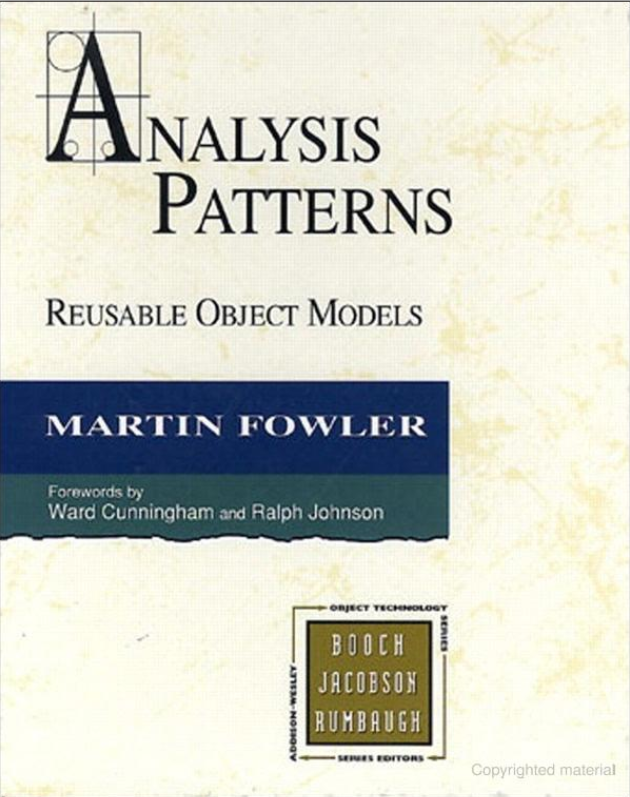 ANALYSIS
PATTERNS
REUSABLE OBJECT MODELS
MARTIN FOWLER
Forewords by
Ward Cunningham and Ralph Johnson
OBJECT TECHNOLOGY
SERIES
BOOCH
JACOBSON
RUMBAUGH
ADDISON-WESLEY
SERIES EDITORS
Copyrighted material